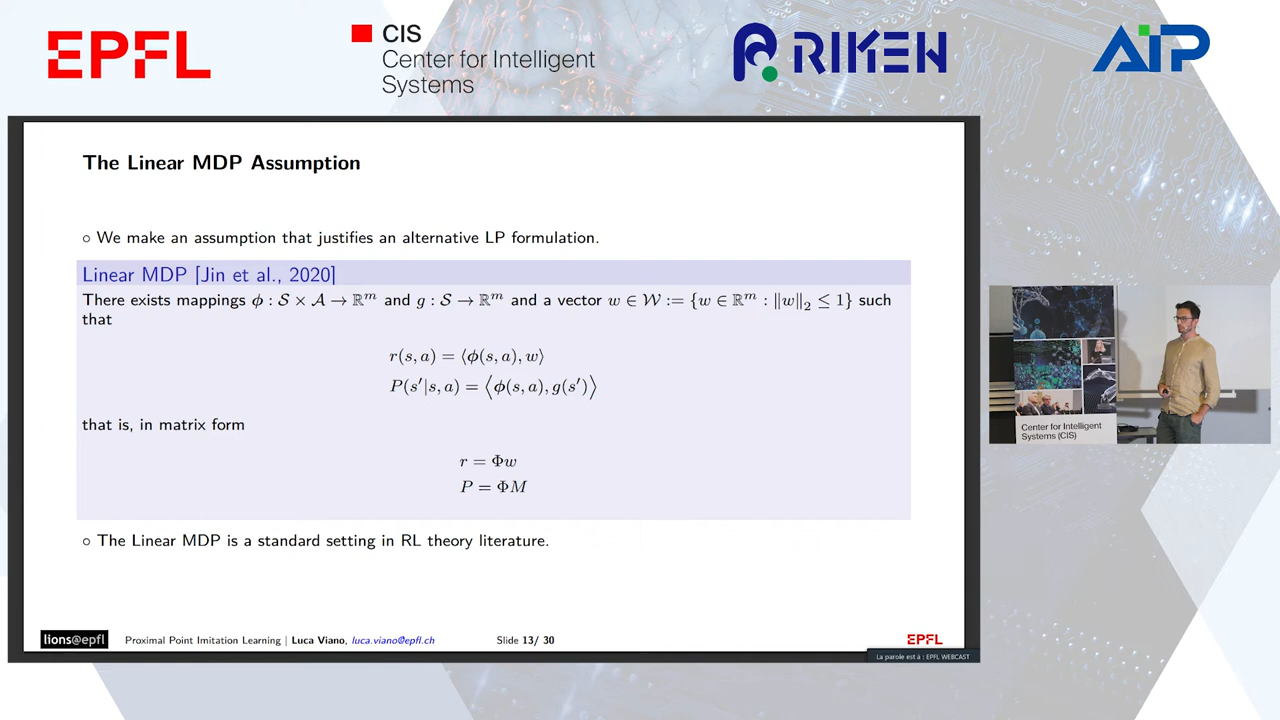 EPFL
CIS
Center for Intelligent
Systems
RIKEN
AIP
The Linear MDP Assumption
○ We make an assumption that justifies an alternative LP formulation.
Linear MDP [Jin et al., 2020]
There exists mappings ϕ : 𝒮 × 𝒜 → ℝᵐ and g : 𝒮 → ℝᵐ and a vector w ∈ 𝒲 := {w ∈ ℝᵐ : ‖w‖₂ ≤ 1} such
that
r(s, a) = ⟨ϕ(s, a), w⟩
P(s′|s, a) = ⟨ϕ(s, a), g(s′)⟩
that is, in matrix form
r = Φw
P = ΦM
○ The Linear MDP is a standard setting in RL theory literature.
lions@epfl Proximal Point Imitation Learning | Luca Viano, luca.viano@epfl.ch Slide 13/ 30 EPFL
La parole est à : EPFL WEBCAST
Center for Intelligent
Systems (CIS)